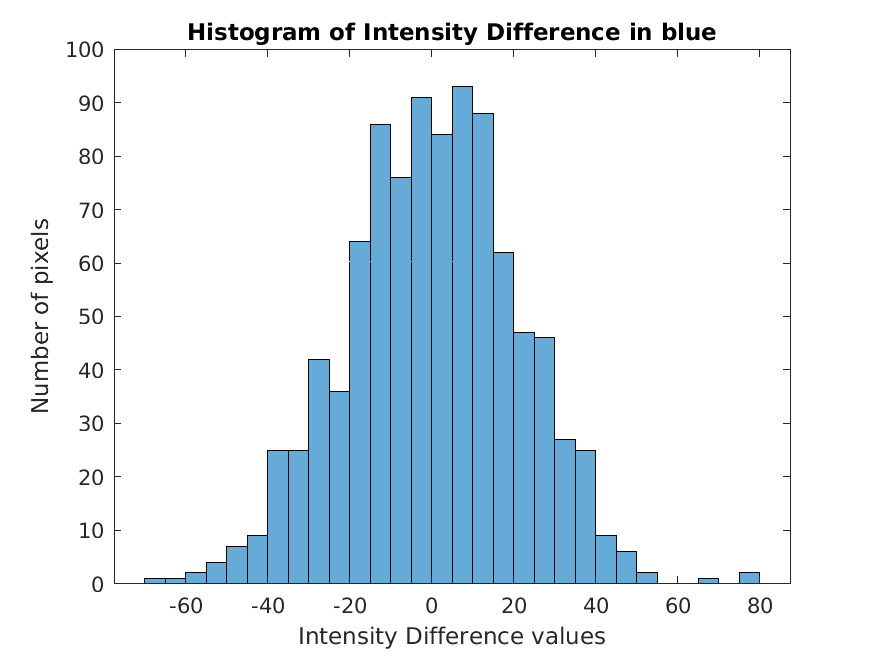 Histogram of Intensity Difference in blue
100
90
80
70
60
50
40
30
20
10
0
Number of pixels
-60 -40 -20 0 20 40 60 80
Intensity Difference values